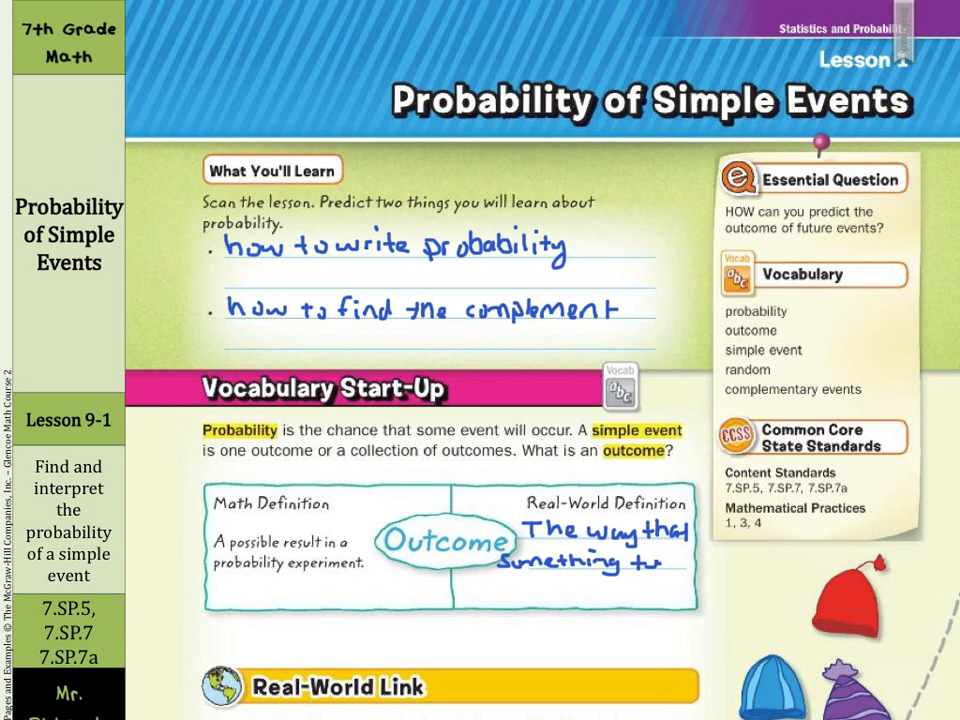 7th Grade
Math
Probability
of Simple
Events
Lesson 9-1
Find and
interpret
the
probability
of a simple
event
7.SP.5,
7.SP.7
7.SP.7a
Mr.
Pages and Examples © The McGraw-Hill Companies, Inc. – Glencoe Math Course 2
Statistics and Probability
Lesson 1
Probability of Simple Events
What You'll Learn
Scan the lesson. Predict two things you will learn about
probability.
· how to write probability
· how to find the complement
Vocabulary Start-Up
Vocab
abc
Probability is the chance that some event will occur. A simple event
is one outcome or a collection of outcomes. What is an outcome?
Math Definition
A possible result in a
probability experiment.
Outcome
Real-World Definition
The way that
something tu
Real-World Link
e Essential Question
HOW can you predict the
outcome of future events?
Vocab
abc
Vocabulary
probability
outcome
simple event
random
complementary events
CCSS
Common Core
State Standards
Content Standards
7.SP.5, 7.SP.7, 7.SP.7a
Mathematical Practices
1, 3, 4